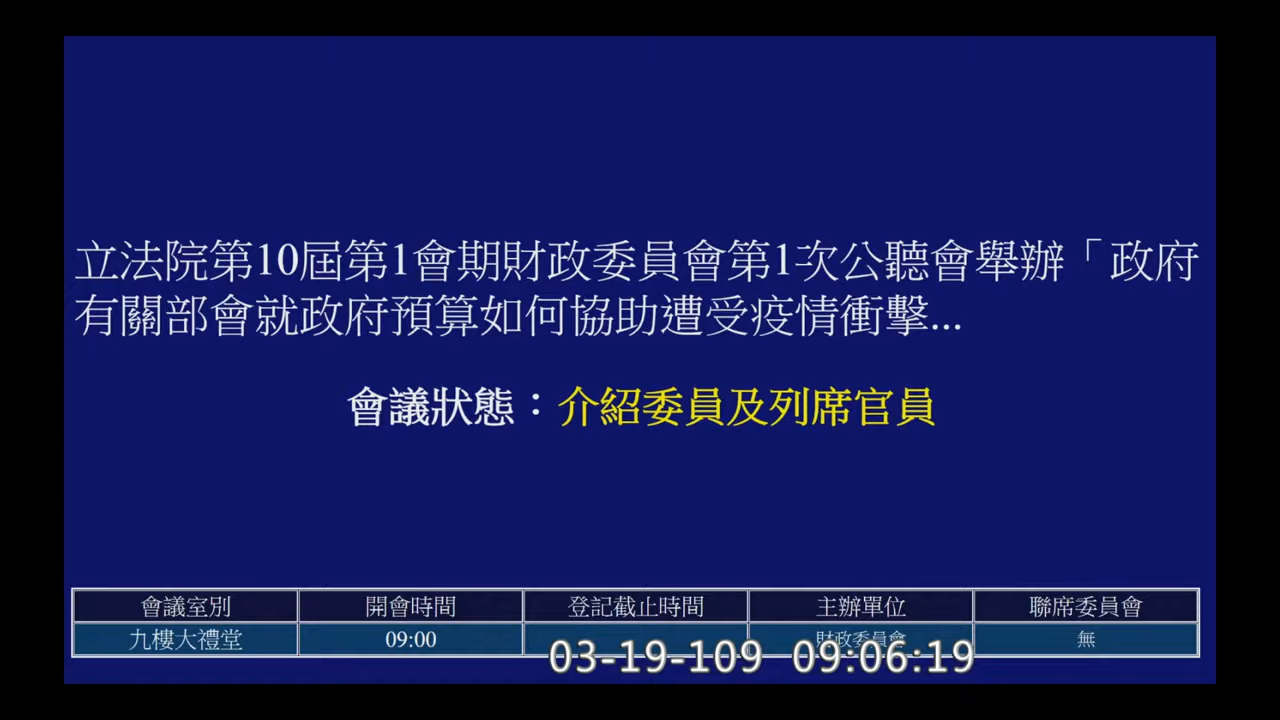 立法院第10屆第1會期財政委員會第1次公聽會舉辦「政府
有關部會就政府預算如何協助遭受疫情衝擊...
會議狀態：介紹委員及列席官員
會議室別 開會時間 登記截止時間 主辦單位 聯席委員會
九樓大禮堂 09:00 財政委員會 無
03-19-109 09:06:19